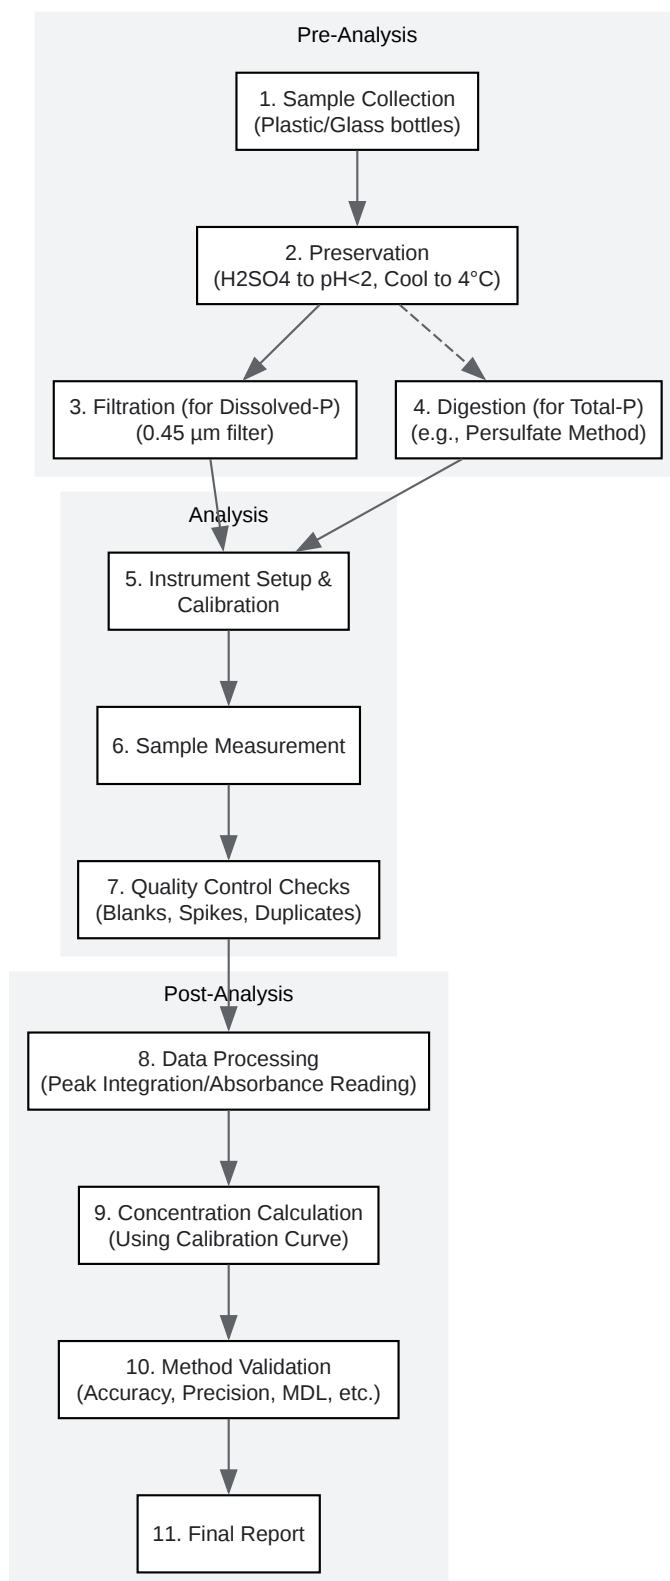 Pre-Analysis
1. Sample Collection
(Plastic/Glass bottles)
2. Preservation
(H2SO4 to pH<2, Cool to 4°C)
3. Filtration (for Dissolved-P)
(0.45 µm filter)
4. Digestion (for Total-P)
(e.g., Persulfate Method)
Analysis
5. Instrument Setup &
Calibration
6. Sample Measurement
7. Quality Control Checks
(Blanks, Spikes, Duplicates)
Post-Analysis
8. Data Processing
(Peak Integration/Absorbance Reading)
9. Concentration Calculation
(Using Calibration Curve)
10. Method Validation
(Accuracy, Precision, MDL, etc.)
11. Final Report